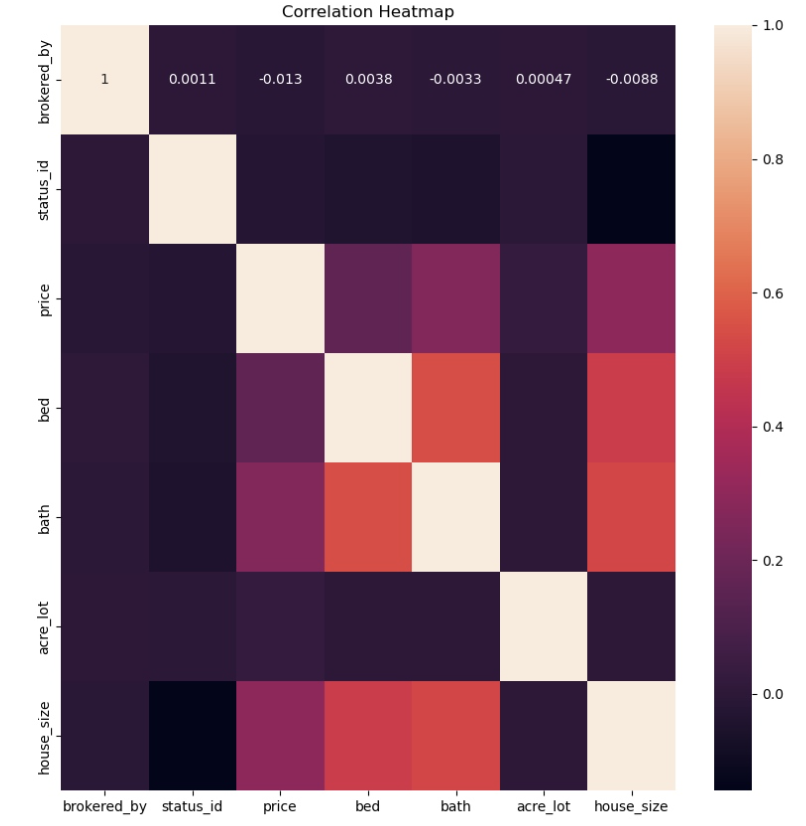 Correlation Heatmap
brokered_by
1 0.0011 -0.013 0.0038 -0.0033 0.00047 -0.0088
status_id
price
bed
bath
acre_lot
house_size
brokered_by status_id price bed bath acre_lot house_size
1.0
0.8
0.6
0.4
0.2
0.0